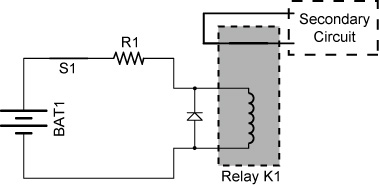 Secondary
Circuit
R1
S1
BAT1
Relay K1